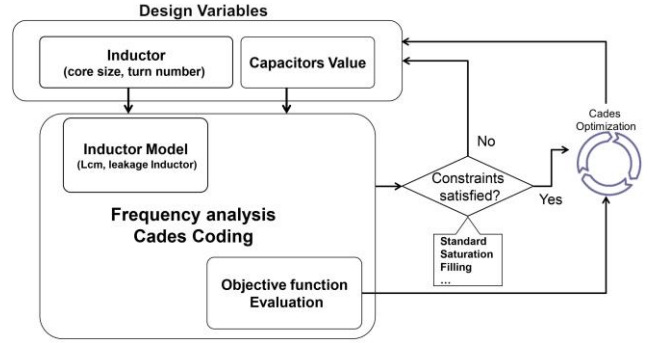 Design Variables
Inductor
(core size, turn number)
Capacitors Value
Inductor Model
(Lcm, leakage Inductor)
Frequency analysis
Cades Coding
Objective function
Evaluation
No
Constraints
satisfied?
Yes
Standard
Saturation
Filling
...
Cades
Optimization